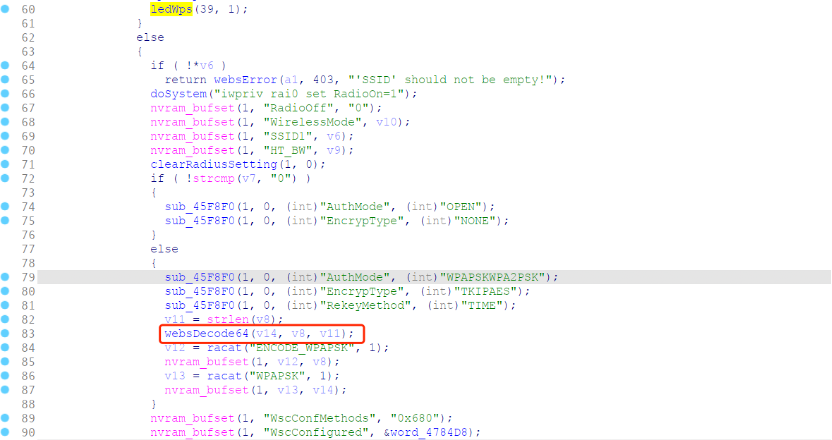 60 ledWps(39, 1);
61 }
62 else
63 {
64 if ( !*v6 )
65 return websError(a1, 403, "'SSID' should not be empty!");
66 doSystem("iwpriv rai0 set RadioOn=1");
67 nvram_bufset(1, "RadioOff", "0");
68 nvram_bufset(1, "WirelessMode", v10);
69 nvram_bufset(1, "SSID1", v6);
70 nvram_bufset(1, "HT_BW", v9);
71 clearRadiusSetting(1, 0);
72 if ( !strcmp(v7, "0") )
73 {
74 sub_45F8F0(1, 0, (int)"AuthMode", (int)"OPEN");
75 sub_45F8F0(1, 0, (int)"EncrypType", (int)"NONE");
76 }
77 else
78 {
79 sub_45F8F0(1, 0, (int)"AuthMode", (int)"WPAPSKWPA2PSK");
80 sub_45F8F0(1, 0, (int)"EncrypType", (int)"TKIPAES");
81 sub_45F8F0(1, 0, (int)"RekeyMethod", (int)"TIME");
82 v11 = strlen(v8);
83 websDecode64(v14, v8, v11);
84 v12 = racat("ENCODE_WPAPSK", 1);
85 nvram_bufset(1, v12, v8);
86 v13 = racat("WPAPSK", 1);
87 nvram_bufset(1, v13, v14);
88 }
89 nvram_bufset(1, "WscConfMethods", "0x680");
90 nvram_bufset(1, "WscConfigured", &word_4784D8);